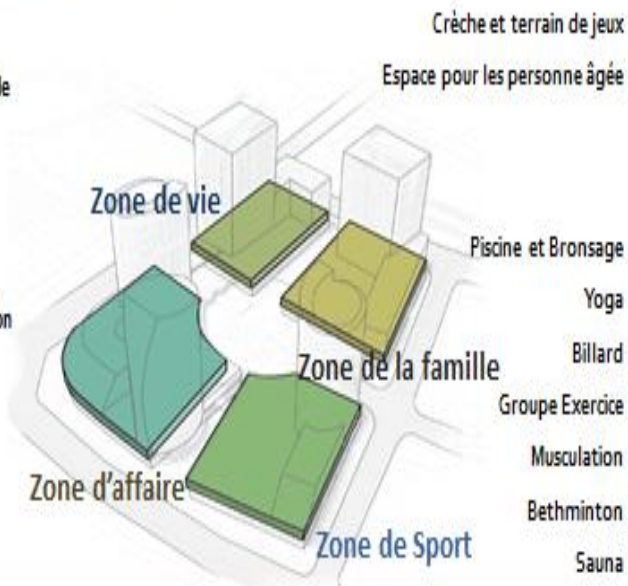 Crèche et terrain de jeux
Espace pour les personne âgée
Zone de vie
Piscine et Bronsage
Yoga
Billard
Zone de la famille
Groupe Exercice
Musculation
Zone d'affaire
Bethminton
Zone de Sport
Sauna